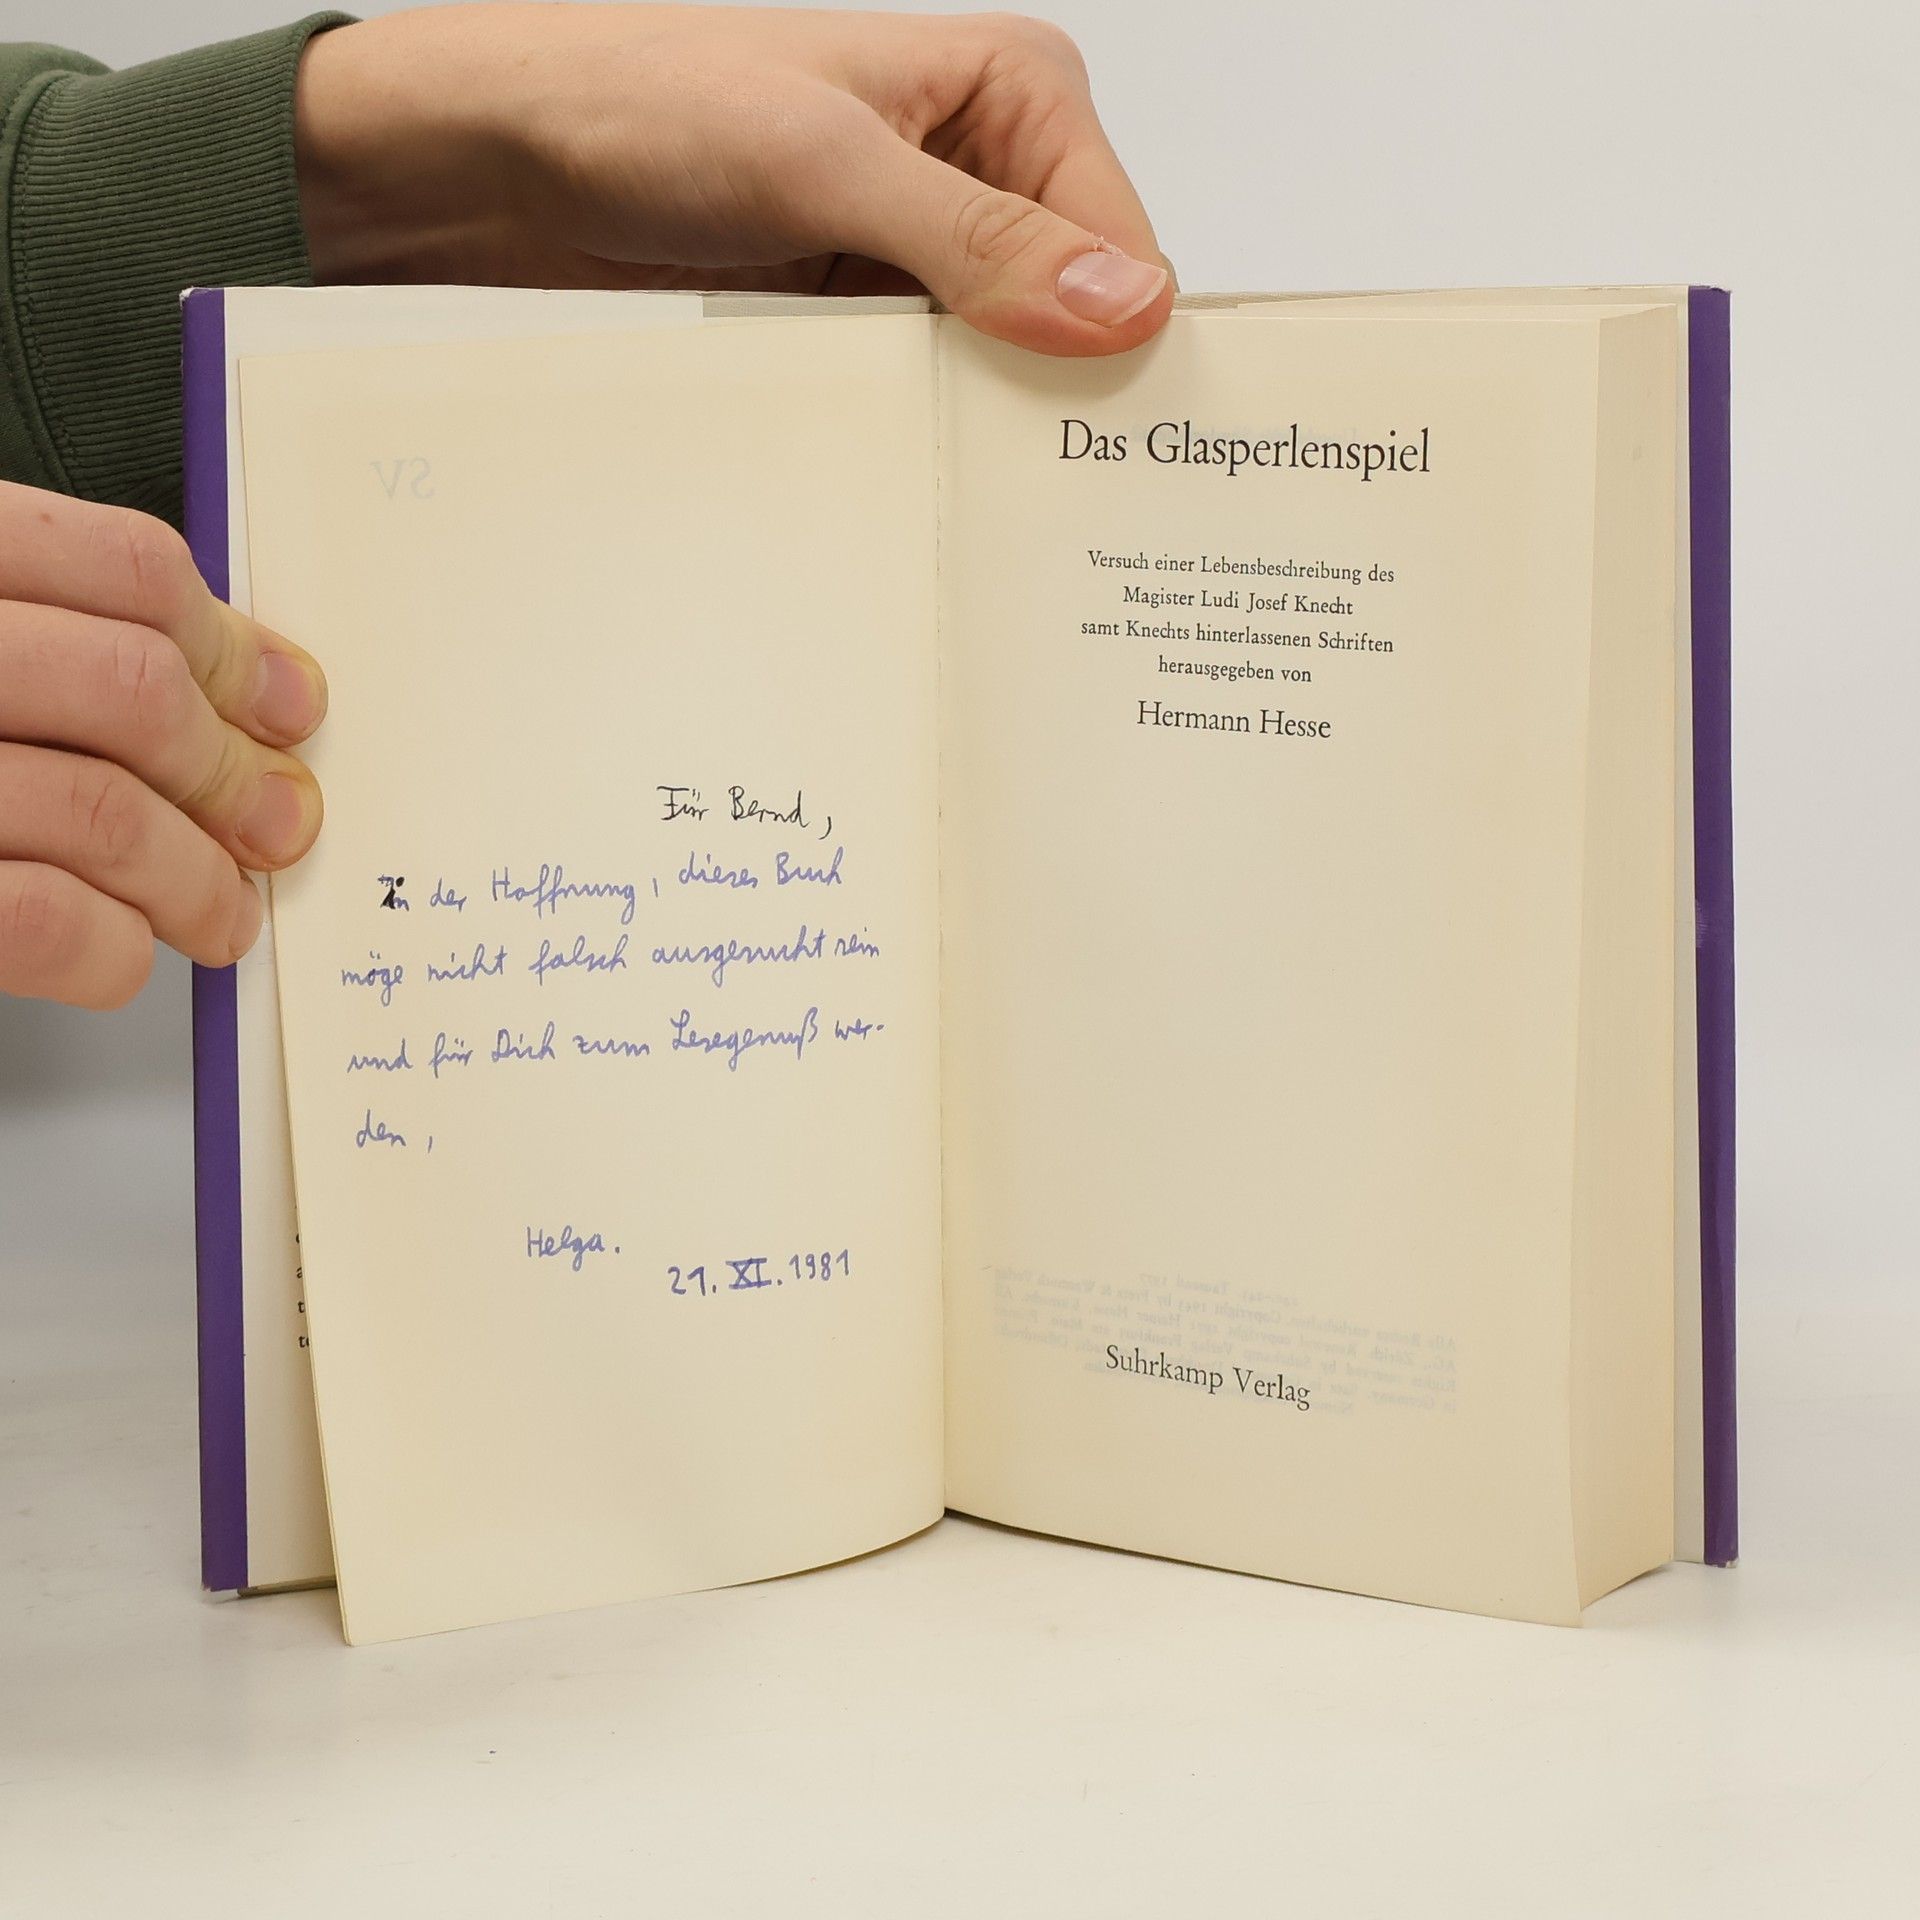 SV
Für Bernd,
In der Hoffnung, dieses Buch
möge nicht falsch ausgesucht sein
und für Dich zum Lesegenuß wer-
den,
Helga.
21. XI. 1981
Das Glasperlenspiel
Versuch einer Lebensbeschreibung des
Magister Ludi Josef Knecht
samt Knechts hinterlassenen Schriften
herausgegeben von
Hermann Hesse
Suhrkamp Verlag